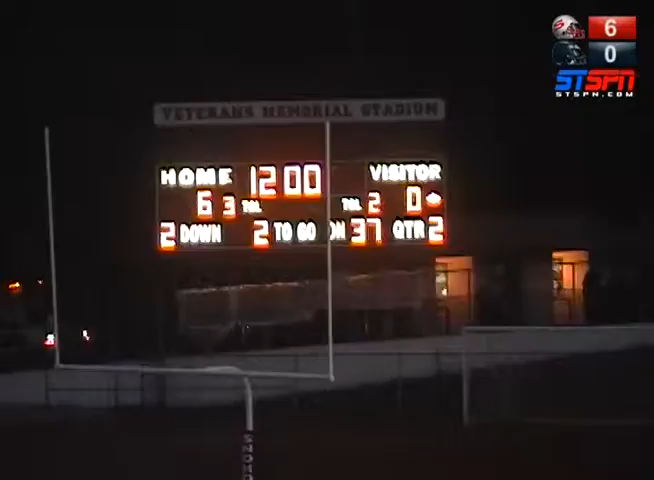 6
0
STSPN
STSPN.COM
VETERANS MEMORIAL STADIUM
HOME 12 00 VISITOR
6 3 TOL TOL 2 0
2 DOWN 2 TO GO ON 37 QTR 2